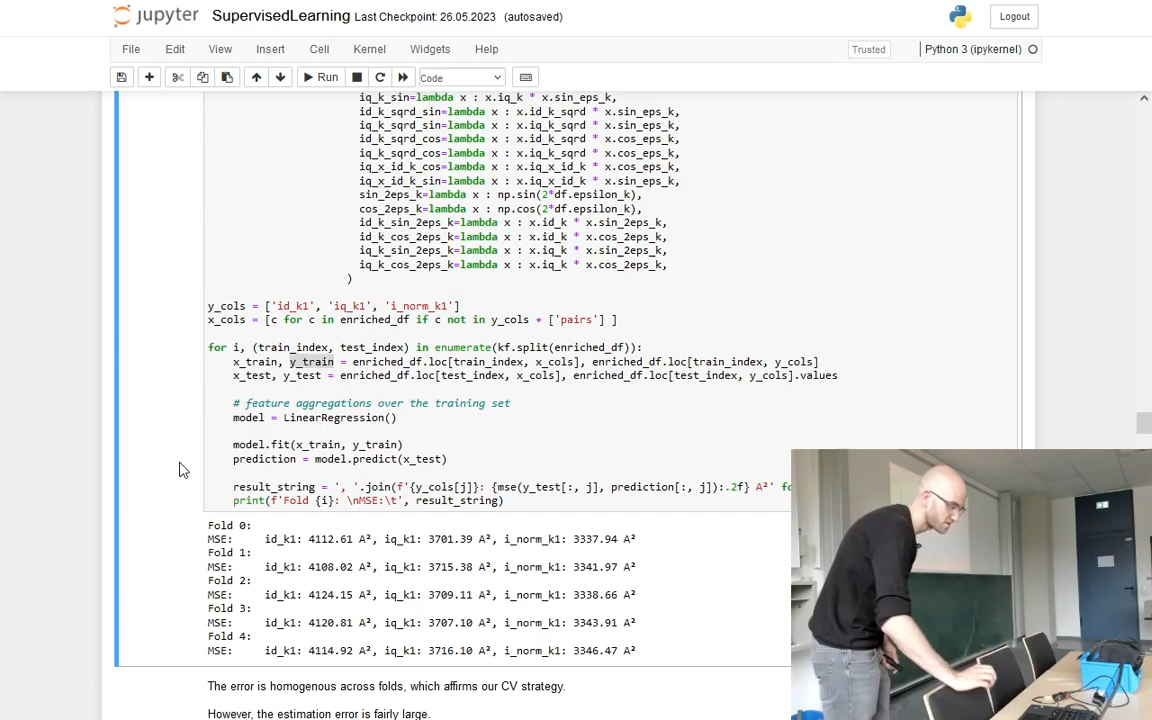 jupyter SupervisedLearning Last Checkpoint: 26.05.2023 (autosaved)
Logout
File Edit View Insert Cell Kernel Widgets Help
Trusted Python 3 (ipykernel)
Run Code
iq_k_sin=lambda x : x.iq_k * x.sin_eps_k,
id_k_sqrd_sin=lambda x : x.id_k_sqrd * x.sin_eps_k,
iq_k_sqrd_sin=lambda x : x.iq_k_sqrd * x.sin_eps_k,
id_k_sqrd_cos=lambda x : x.id_k_sqrd * x.cos_eps_k,
iq_k_sqrd_cos=lambda x : x.iq_k_sqrd * x.cos_eps_k,
iq_x_id_k_cos=lambda x : x.iq_x_id_k * x.cos_eps_k,
iq_x_id_k_sin=lambda x : x.iq_x_id_k * x.sin_eps_k,
sin_2eps_k=lambda x : np.sin(2*df.epsilon_k),
cos_2eps_k=lambda x : np.cos(2*df.epsilon_k),
id_k_sin_2eps_k=lambda x : x.id_k * x.sin_2eps_k,
id_k_cos_2eps_k=lambda x : x.id_k * x.cos_2eps_k,
iq_k_sin_2eps_k=lambda x : x.iq_k * x.sin_2eps_k,
iq_k_cos_2eps_k=lambda x : x.iq_k * x.cos_2eps_k,
)
y_cols = ['id_k1', 'iq_k1', 'i_norm_k1']
x_cols = [c for c in enriched_df if c not in y_cols + ['pairs'] ]
for i, (train_index, test_index) in enumerate(kf.split(enriched_df)):
x_train, y_train = enriched_df.loc[train_index, x_cols], enriched_df.loc[train_index, y_cols]
x_test, y_test = enriched_df.loc[test_index, x_cols], enriched_df.loc[test_index, y_cols].values
# feature aggregations over the training set
model = LinearRegression()
model.fit(x_train, y_train)
prediction = model.predict(x_test)
result_string = ', '.join(f'{y_cols[j]}: {mse(y_test[:, j], prediction[:, j]):.2f} A²' fo
print(f'Fold {i}: \nMSE:\t', result_string)
Fold 0:
MSE: id_k1: 4112.61 A², iq_k1: 3701.39 A², i_norm_k1: 3337.94 A²
Fold 1:
MSE: id_k1: 4108.02 A², iq_k1: 3715.38 A², i_norm_k1: 3341.97 A²
Fold 2:
MSE: id_k1: 4124.15 A², iq_k1: 3709.11 A², i_norm_k1: 3338.66 A²
Fold 3:
MSE: id_k1: 4120.81 A², iq_k1: 3707.10 A², i_norm_k1: 3343.91 A²
Fold 4:
MSE: id_k1: 4114.92 A², iq_k1: 3716.10 A², i_norm_k1: 3346.47 A²
The error is homogenous across folds, which affirms our CV strategy.
However, the estimation error is fairly large.